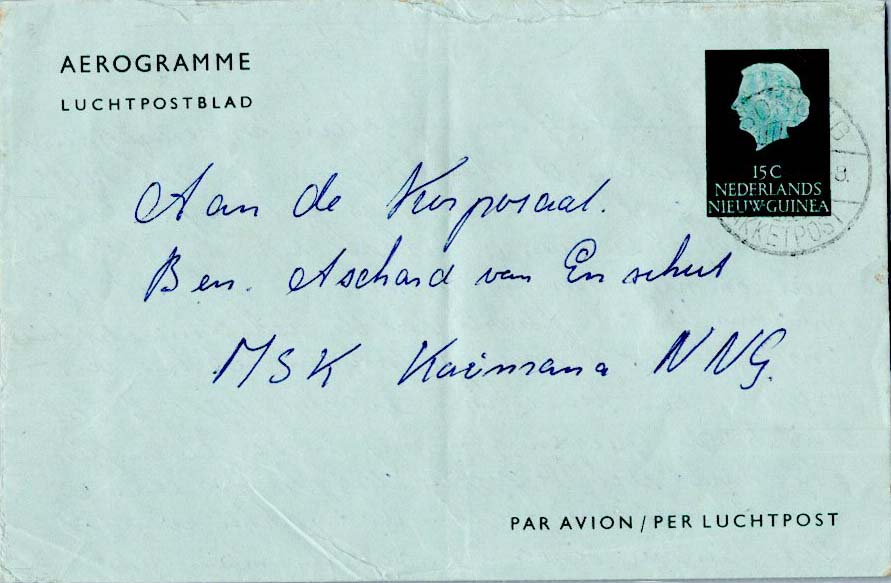 AEROGRAMME
LUCHTPOSTBLAD
15 C
NEDERLANDS
NIEUW-GUINEA
Aan de Korporaal.
Ben. Aschard van Enschut
MSK Kaimana NNG.
PAR AVION / PER LUCHTPOST